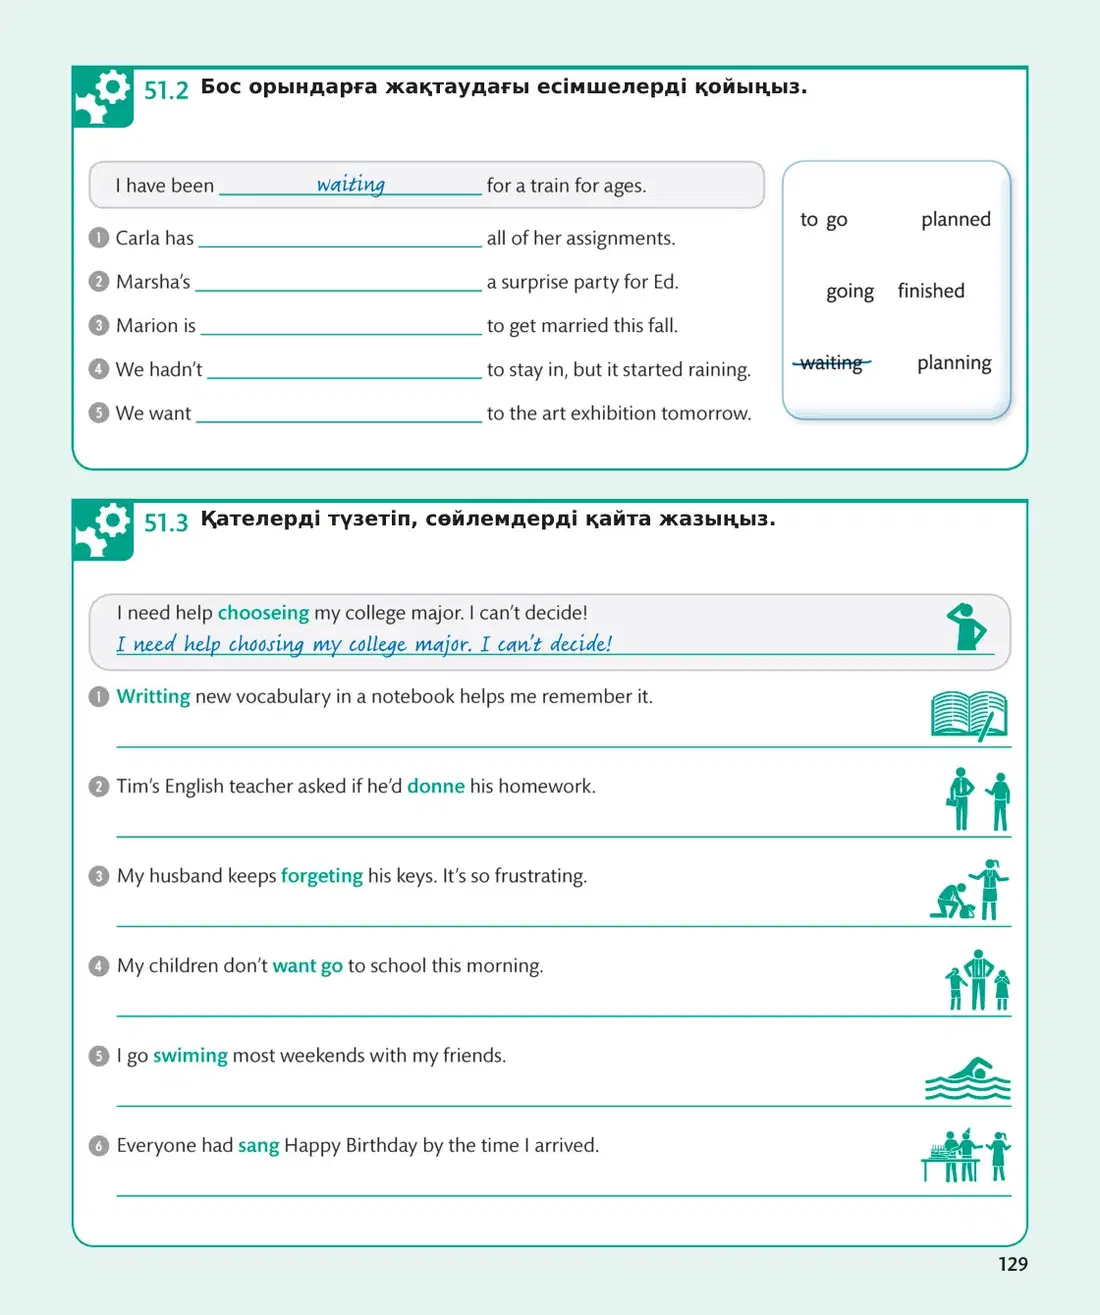 51.2 Бос орындарға жақтаудағы есімшелерді қойыңыз.
I have been waiting for a train for ages.
1 Carla has ____ all of her assignments.
2 Marsha's ____ a surprise party for Ed.
3 Marion is ____ to get married this fall.
4 We hadn't ____ to stay in, but it started raining.
5 We want ____ to the art exhibition tomorrow.
to go planned
going finished
waiting planning
51.3 Қателерді түзетіп, сөйлемдерді қайта жазыңыз.
I need help chooseing my college major. I can't decide!
I need help choosing my college major. I can't decide!
1 Writting new vocabulary in a notebook helps me remember it.
2 Tim's English teacher asked if he'd donne his homework.
3 My husband keeps forgeting his keys. It's so frustrating.
4 My children don't want go to school this morning.
5 I go swiming most weekends with my friends.
6 Everyone had sang Happy Birthday by the time I arrived.
129